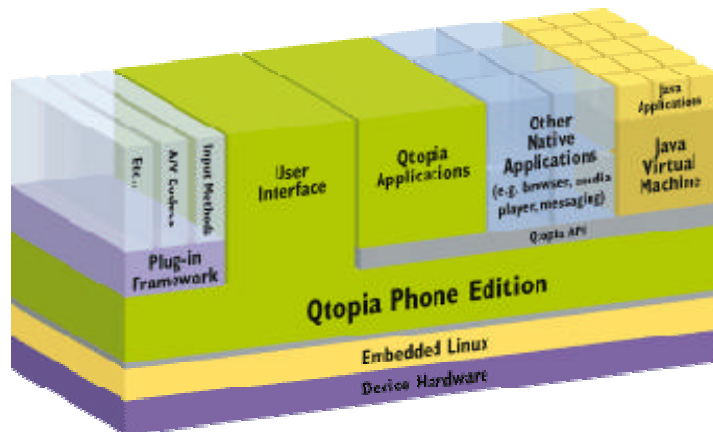 Etc...
A/V Codecs
Input Methods
Plug-in
Framework
User
Interface
Qtopia
Applications
Other
Native
Applications
(e.g. browser, media
player, messaging)
Java
Applications
Java
Virtual
Machine
Qtopia API
Qtopia Phone Edition
Embedded Linux
Device Hardware